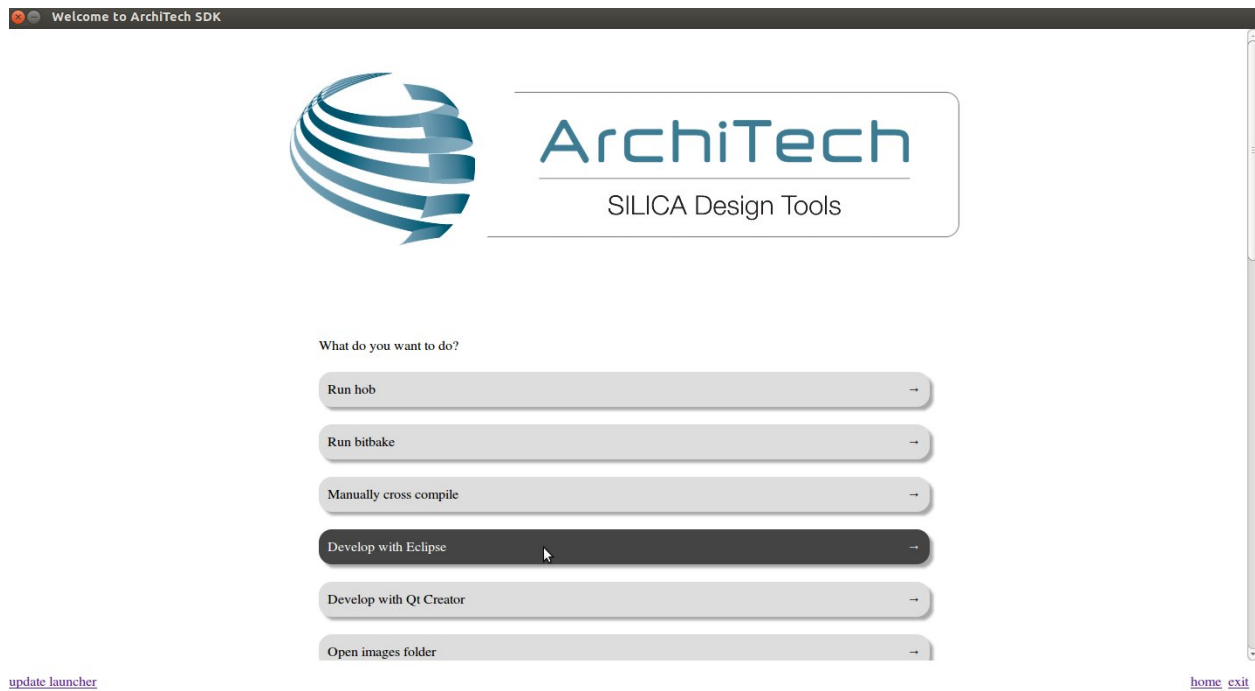 Welcome to ArchiTech SDK
ArchiTech
SILICA Design Tools
What do you want to do?
Run hob →
Run bitbake →
Manually cross compile →
Develop with Eclipse →
Develop with Qt Creator →
Open images folder →
update launcher home exit